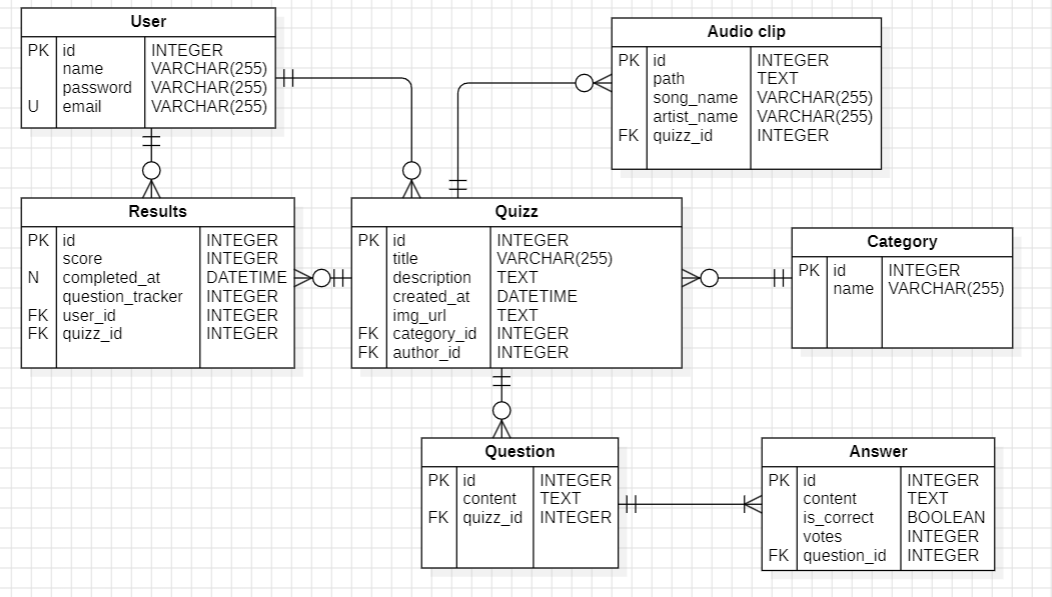 User
PK id INTEGER
name VARCHAR(255)
password VARCHAR(255)
U email VARCHAR(255)
Audio clip
PK id INTEGER
path TEXT
song_name VARCHAR(255)
artist_name VARCHAR(255)
FK quizz_id INTEGER
Results
PK id INTEGER
score INTEGER
N completed_at DATETIME
question_tracker INTEGER
FK user_id INTEGER
FK quizz_id INTEGER
Quizz
PK id INTEGER
title VARCHAR(255)
description TEXT
created_at DATETIME
img_url TEXT
FK category_id INTEGER
FK author_id INTEGER
Category
PK id INTEGER
name VARCHAR(255)
Question
PK id INTEGER
content TEXT
FK quizz_id INTEGER
Answer
PK id INTEGER
content TEXT
is_correct BOOLEAN
votes INTEGER
FK question_id INTEGER